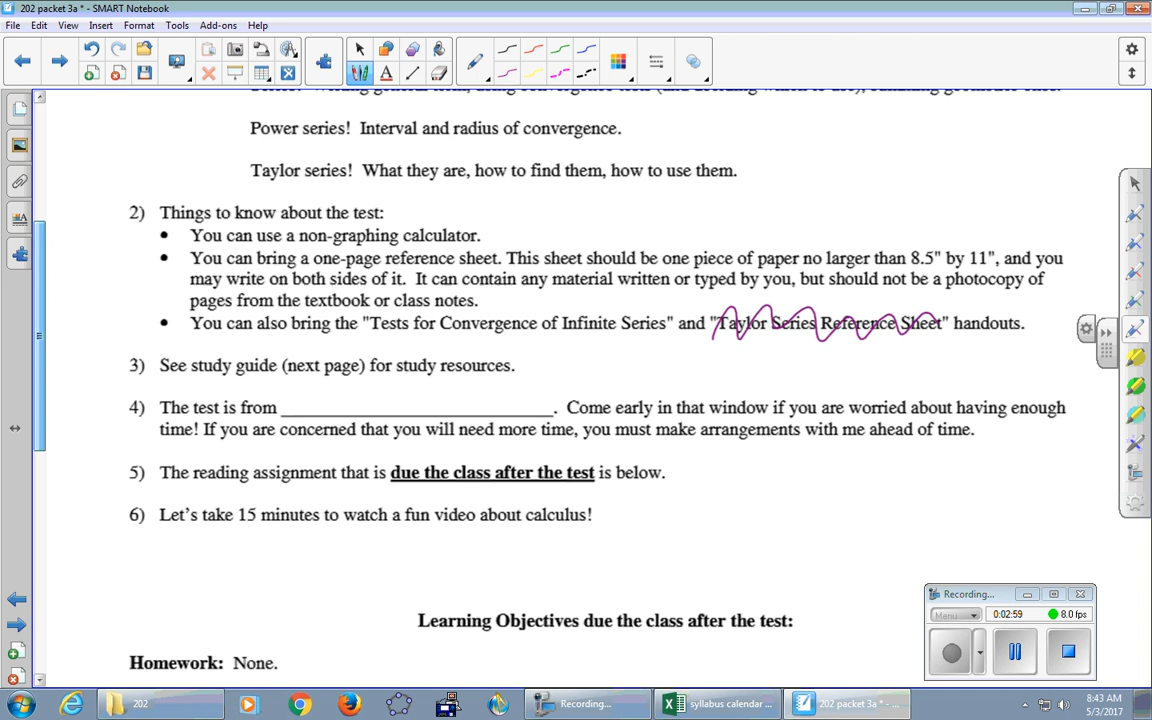 202 packet 3a * - SMART Notebook
File Edit View Insert Format Tools Add-ons Help
Power series! Interval and radius of convergence.
Taylor series! What they are, how to find them, how to use them.
2) Things to know about the test:
• You can use a non-graphing calculator.
• You can bring a one-page reference sheet. This sheet should be one piece of paper no larger than 8.5" by 11", and you
may write on both sides of it. It can contain any material written or typed by you, but should not be a photocopy of
pages from the textbook or class notes.
• You can also bring the "Tests for Convergence of Infinite Series" and "Taylor Series Reference Sheet" handouts.
3) See study guide (next page) for study resources.
4) The test is from ____________________________. Come early in that window if you are worried about having enough
time! If you are concerned that you will need more time, you must make arrangements with me ahead of time.
5) The reading assignment that is due the class after the test is below.
6) Let's take 15 minutes to watch a fun video about calculus!
Recording...
Menu 0:02:59 8.0 fps
Learning Objectives due the class after the test:
Homework: None.
202
Recording...
syllabus calendar ...
202 packet 3a * - ...
8:43 AM
5/3/2017